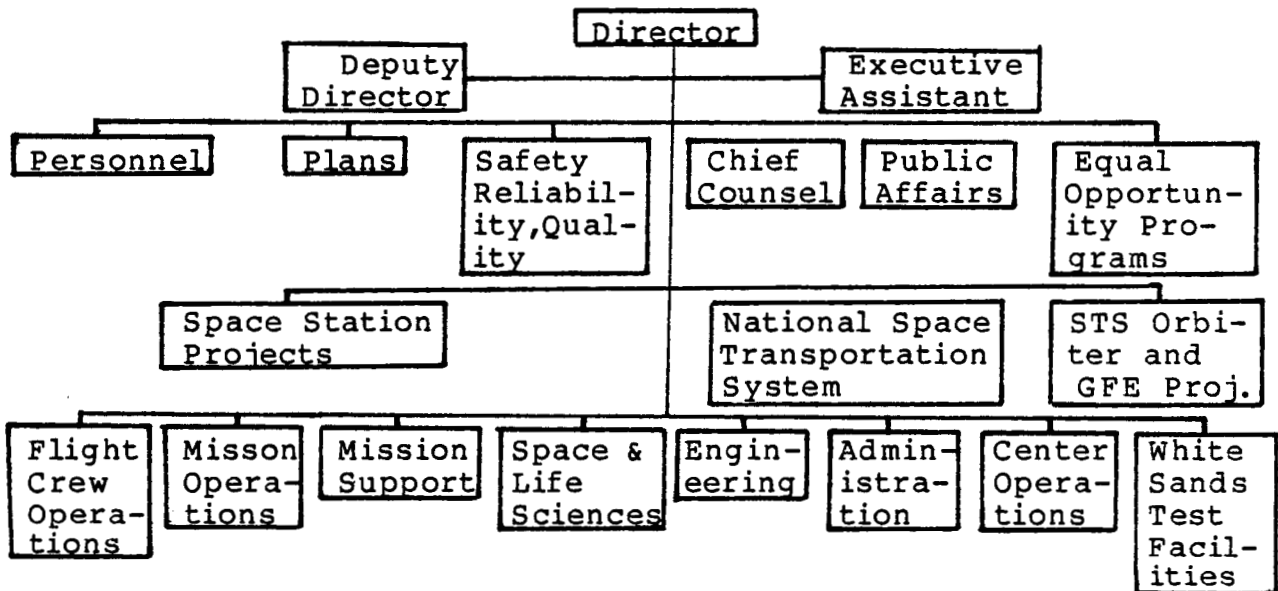 Director
Deputy
Director
Executive
Assistant
Personnel
Plans
Safety
Reliabil-
ity,Qual-
ity
Chief
Counsel
Public
Affairs
Equal
Opportun-
ity Pro-
grams
Space Station
Projects
National Space
Transportation
System
STS Orbi-
ter and
GFE Proj.
Flight
Crew
Opera-
tions
Misson
Opera-
tions
Mission
Support
Space &
Life
Sciences
Engin-
eering
Admin-
istra-
tion
Center
Opera-
tions
White
Sands
Test
Facil-
ities